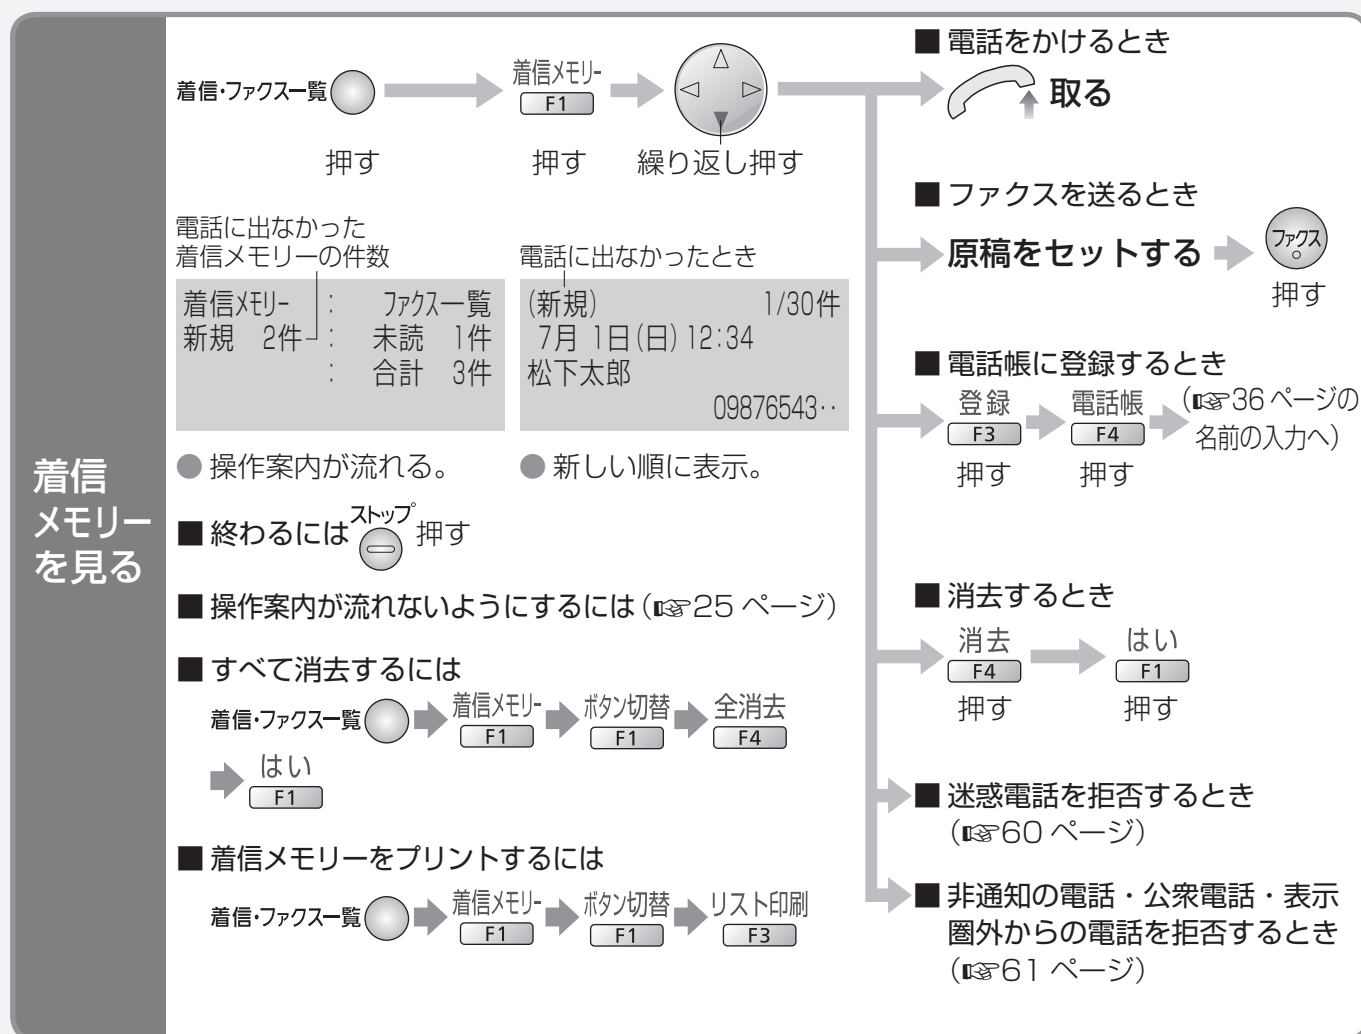 着信
メモリー
を見る
着信・ファクス一覧
押す
着信ﾒﾓﾘｰ
F1
押す
繰り返し押す
電話に出なかった
着信メモリーの件数
着信ﾒﾓﾘｰ : ﾌｧｸｽ一覧
新規 2件 : 未読 1件
: 合計 3件
電話に出なかったとき
(新規) 1/30件
7月 1日(日) 12:34
松下太郎
09876543‥
● 操作案内が流れる。
● 新しい順に表示。
■ 終わるには ストップ 押す
■ 操作案内が流れないようにするには(☞25 ページ)
■ すべて消去するには
着信・ファクス一覧 着信ﾒﾓﾘｰ ﾎﾞﾀﾝ切替 全消去
F1 F1 F4
はい
F1
■ 着信メモリーをプリントするには
着信・ファクス一覧 着信ﾒﾓﾘｰ ﾎﾞﾀﾝ切替 リスト印刷
F1 F1 F3
■ 電話をかけるとき
取る
■ ファクスを送るとき
原稿をセットする ファクス
押す
■ 電話帳に登録するとき
登録 電話帳 (☞36 ページの
F3 F4 名前の入力へ)
押す 押す
■ 消去するとき
消去 はい
F4 F1
押す 押す
■ 迷惑電話を拒否するとき
(☞60 ページ)
■ 非通知の電話・公衆電話・表示
圏外からの電話を拒否するとき
(☞61 ページ)